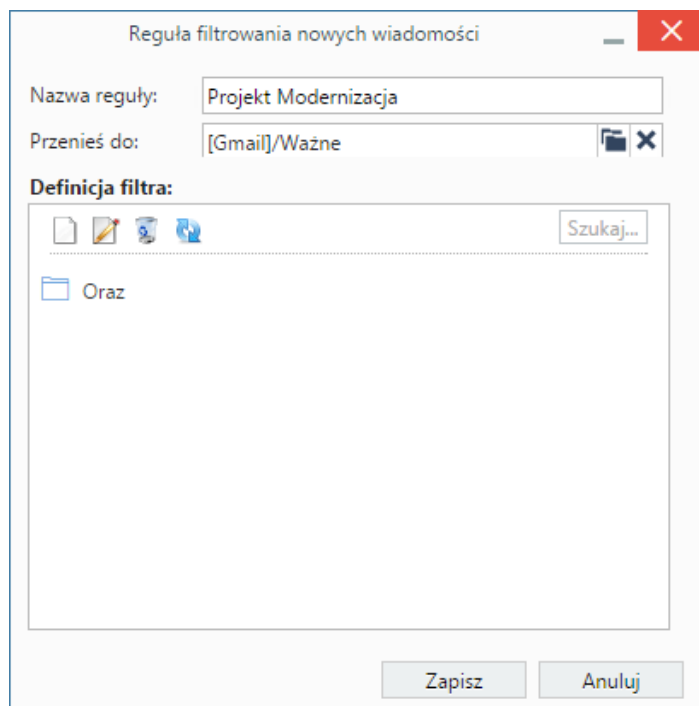 Reguła filtrowania nowych wiadomości
Nazwa reguły: Projekt Modernizacja
Przenieś do: [Gmail]/Ważne
Definicja filtra:
Szukaj...
Oraz
Zapisz Anuluj